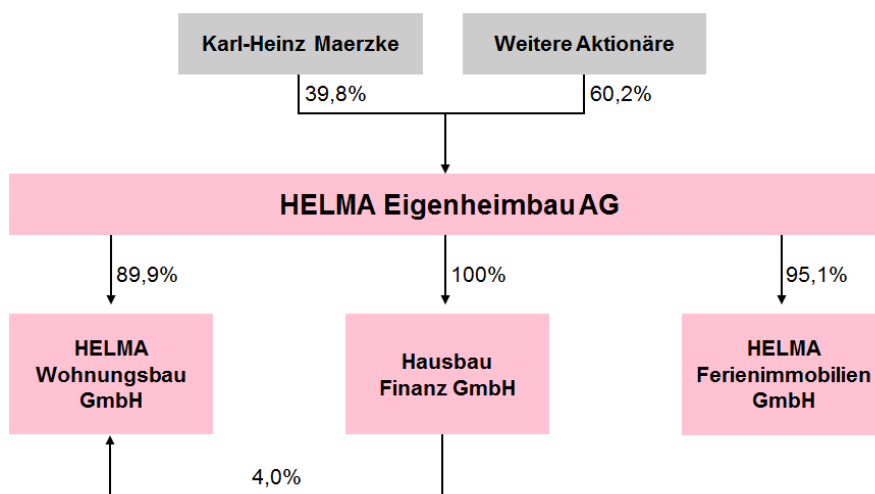 Karl-Heinz Maerzke
Weitere Aktionäre
39,8%
60,2%
HELMA Eigenheimbau AG
89,9%
100%
95,1%
HELMA
Wohnungsbau
GmbH
Hausbau
Finanz GmbH
HELMA
Ferienimmobilien
GmbH
4,0%